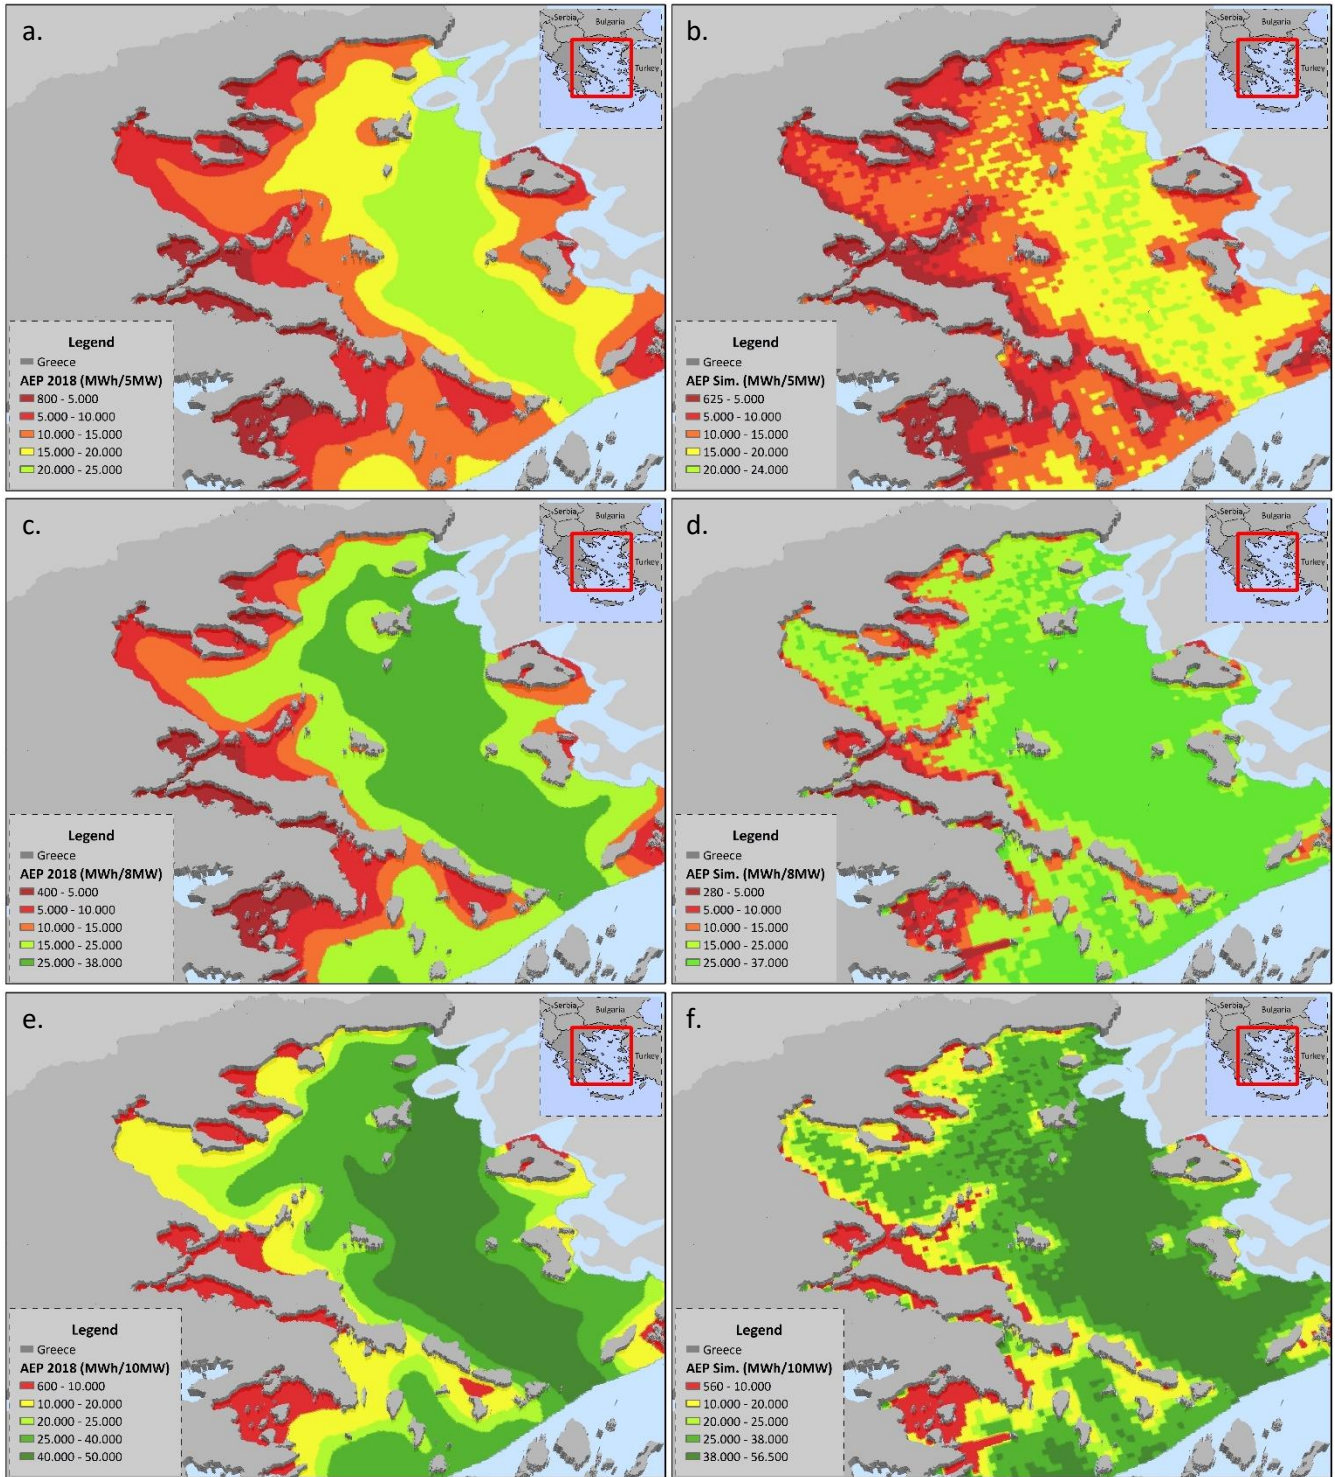 a.
Serbia
Bulgaria
Turkey
Legend
Greece
AEP 2018 (MWh/5MW)
800 - 5.000
5.000 - 10.000
10.000 - 15.000
15.000 - 20.000
20.000 - 25.000
b.
Serbia
Bulgaria
Turkey
Legend
Greece
AEP Sim. (MWh/5MW)
625 - 5.000
5.000 - 10.000
10.000 - 15.000
15.000 - 20.000
20.000 - 24.000
c.
Serbia
Bulgaria
Turkey
Legend
Greece
AEP 2018 (MWh/8MW)
400 - 5.000
5.000 - 10.000
10.000 - 15.000
15.000 - 25.000
25.000 - 38.000
d.
Serbia
Bulgaria
Turkey
Legend
Greece
AEP Sim. (MWh/8MW)
280 - 5.000
5.000 - 10.000
10.000 - 15.000
15.000 - 25.000
25.000 - 37.000
e.
Serbia
Bulgaria
Turkey
Legend
Greece
AEP 2018 (MWh/10MW)
600 - 10.000
10.000 - 20.000
20.000 - 25.000
25.000 - 40.000
40.000 - 50.000
f.
Serbia
Bulgaria
Turkey
Legend
Greece
AEP Sim. (MWh/10MW)
560 - 10.000
10.000 - 20.000
20.000 - 25.000
25.000 - 38.000
38.000 - 56.500